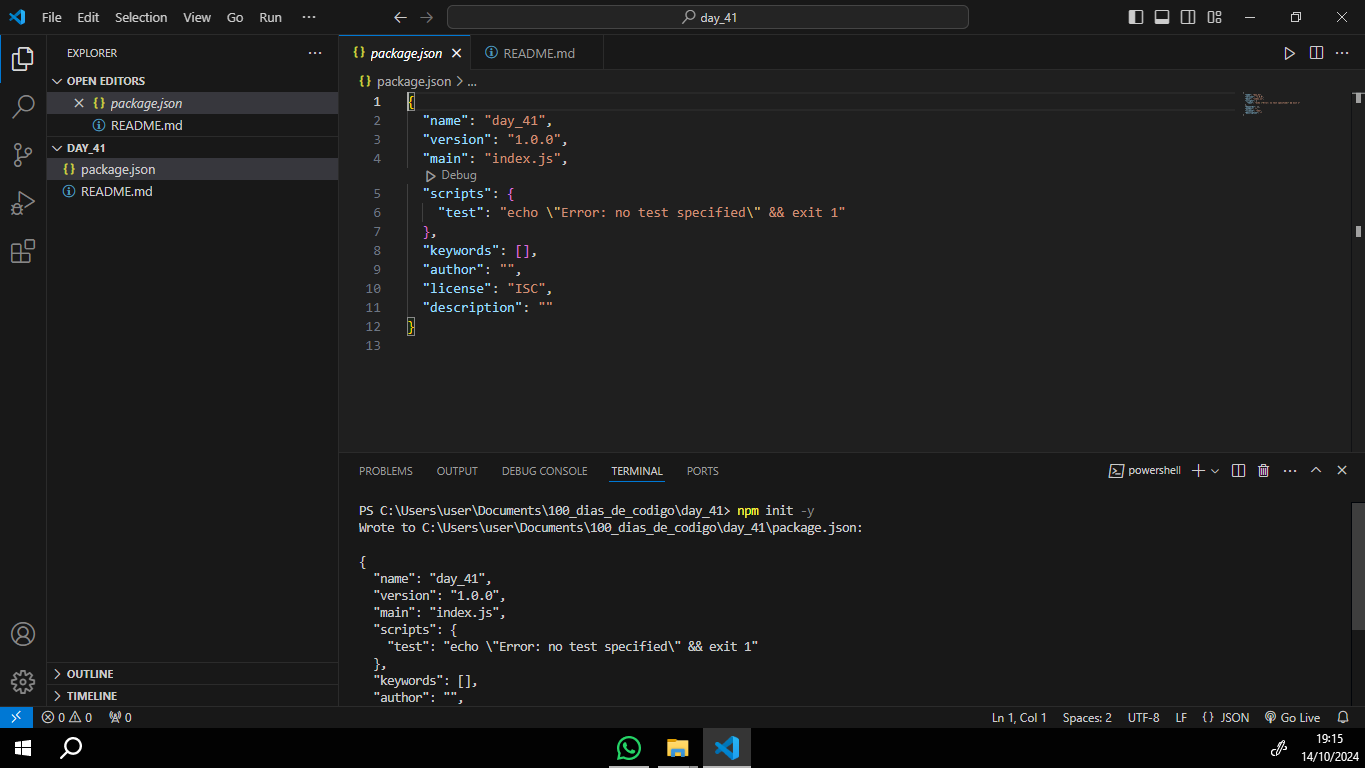 File Edit Selection View Go Run ··· day_41
EXPLORER ···
OPEN EDITORS
{} package.json
README.md
DAY_41
{} package.json
README.md
OUTLINE
TIMELINE
{} package.json README.md
{} package.json > ...
1 {
2 "name": "day_41",
3 "version": "1.0.0",
4 "main": "index.js",
Debug
5 "scripts": {
6 "test": "echo \"Error: no test specified\" && exit 1"
7 },
8 "keywords": [],
9 "author": "",
10 "license": "ISC",
11 "description": ""
12 }
13
PROBLEMS OUTPUT DEBUG CONSOLE TERMINAL PORTS powershell
PS C:\Users\user\Documents\100_dias_de_codigo\day_41> npm init -y
Wrote to C:\Users\user\Documents\100_dias_de_codigo\day_41\package.json:
{
"name": "day_41",
"version": "1.0.0",
"main": "index.js",
"scripts": {
"test": "echo \"Error: no test specified\" && exit 1"
},
"keywords": [],
"author": "",
0 0 0 Ln 1, Col 1 Spaces: 2 UTF-8 LF {} JSON Go Live
19:15
14/10/2024